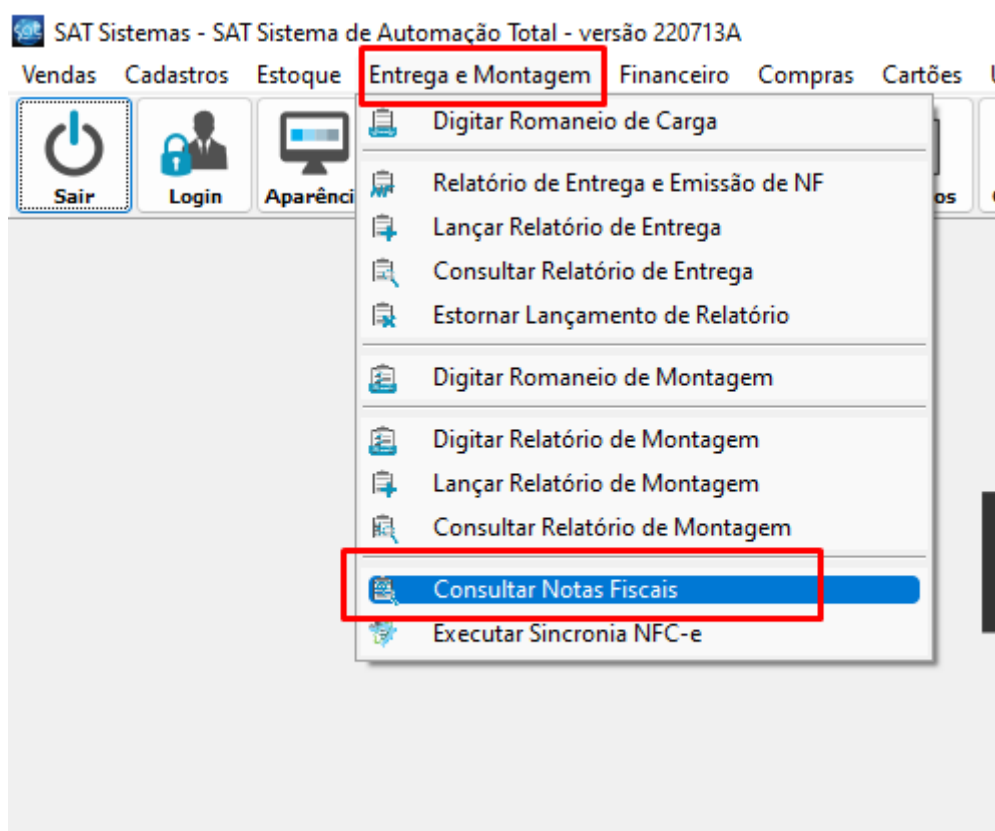 SAT Sistemas - SAT Sistema de Automação Total - versão 220713A
Vendas Cadastros Estoque Entrega e Montagem Financeiro Compras Cartões
Sair Login Aparênci os
Digitar Romaneio de Carga
Relatório de Entrega e Emissão de NF
Lançar Relatório de Entrega
Consultar Relatório de Entrega
Estornar Lançamento de Relatório
Digitar Romaneio de Montagem
Digitar Relatório de Montagem
Lançar Relatório de Montagem
Consultar Relatório de Montagem
Consultar Notas Fiscais
Executar Sincronia NFC-e